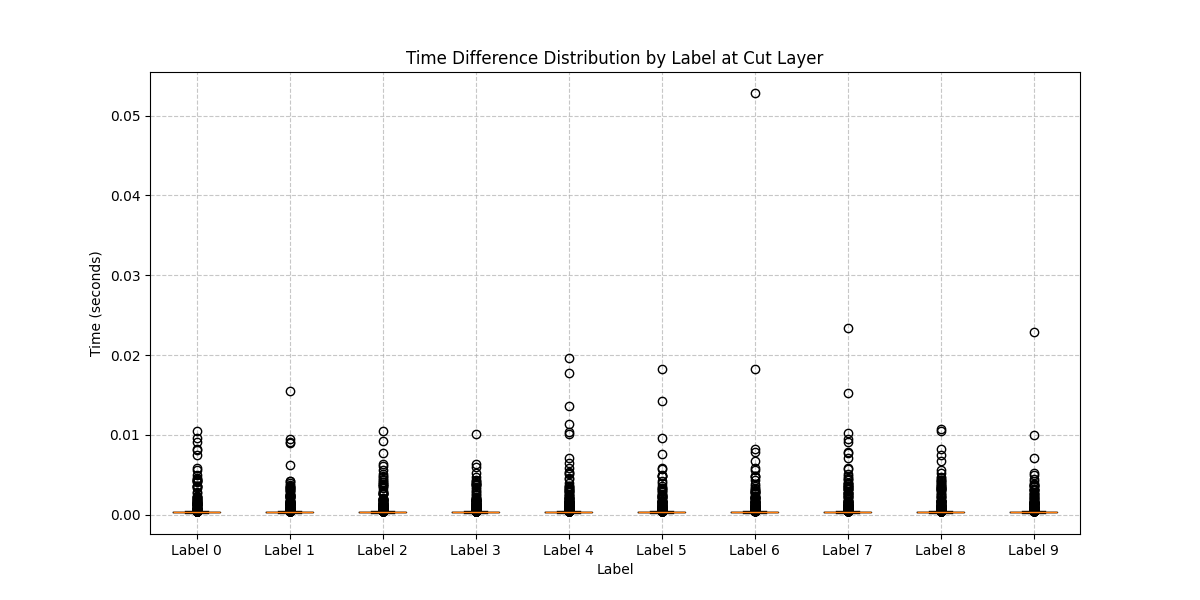 Time Difference Distribution by Label at Cut Layer
0.05
0.04
0.03
0.02
0.01
0.00
Time (seconds)
Label 0 Label 1 Label 2 Label 3 Label 4 Label 5 Label 6 Label 7 Label 8 Label 9
Label